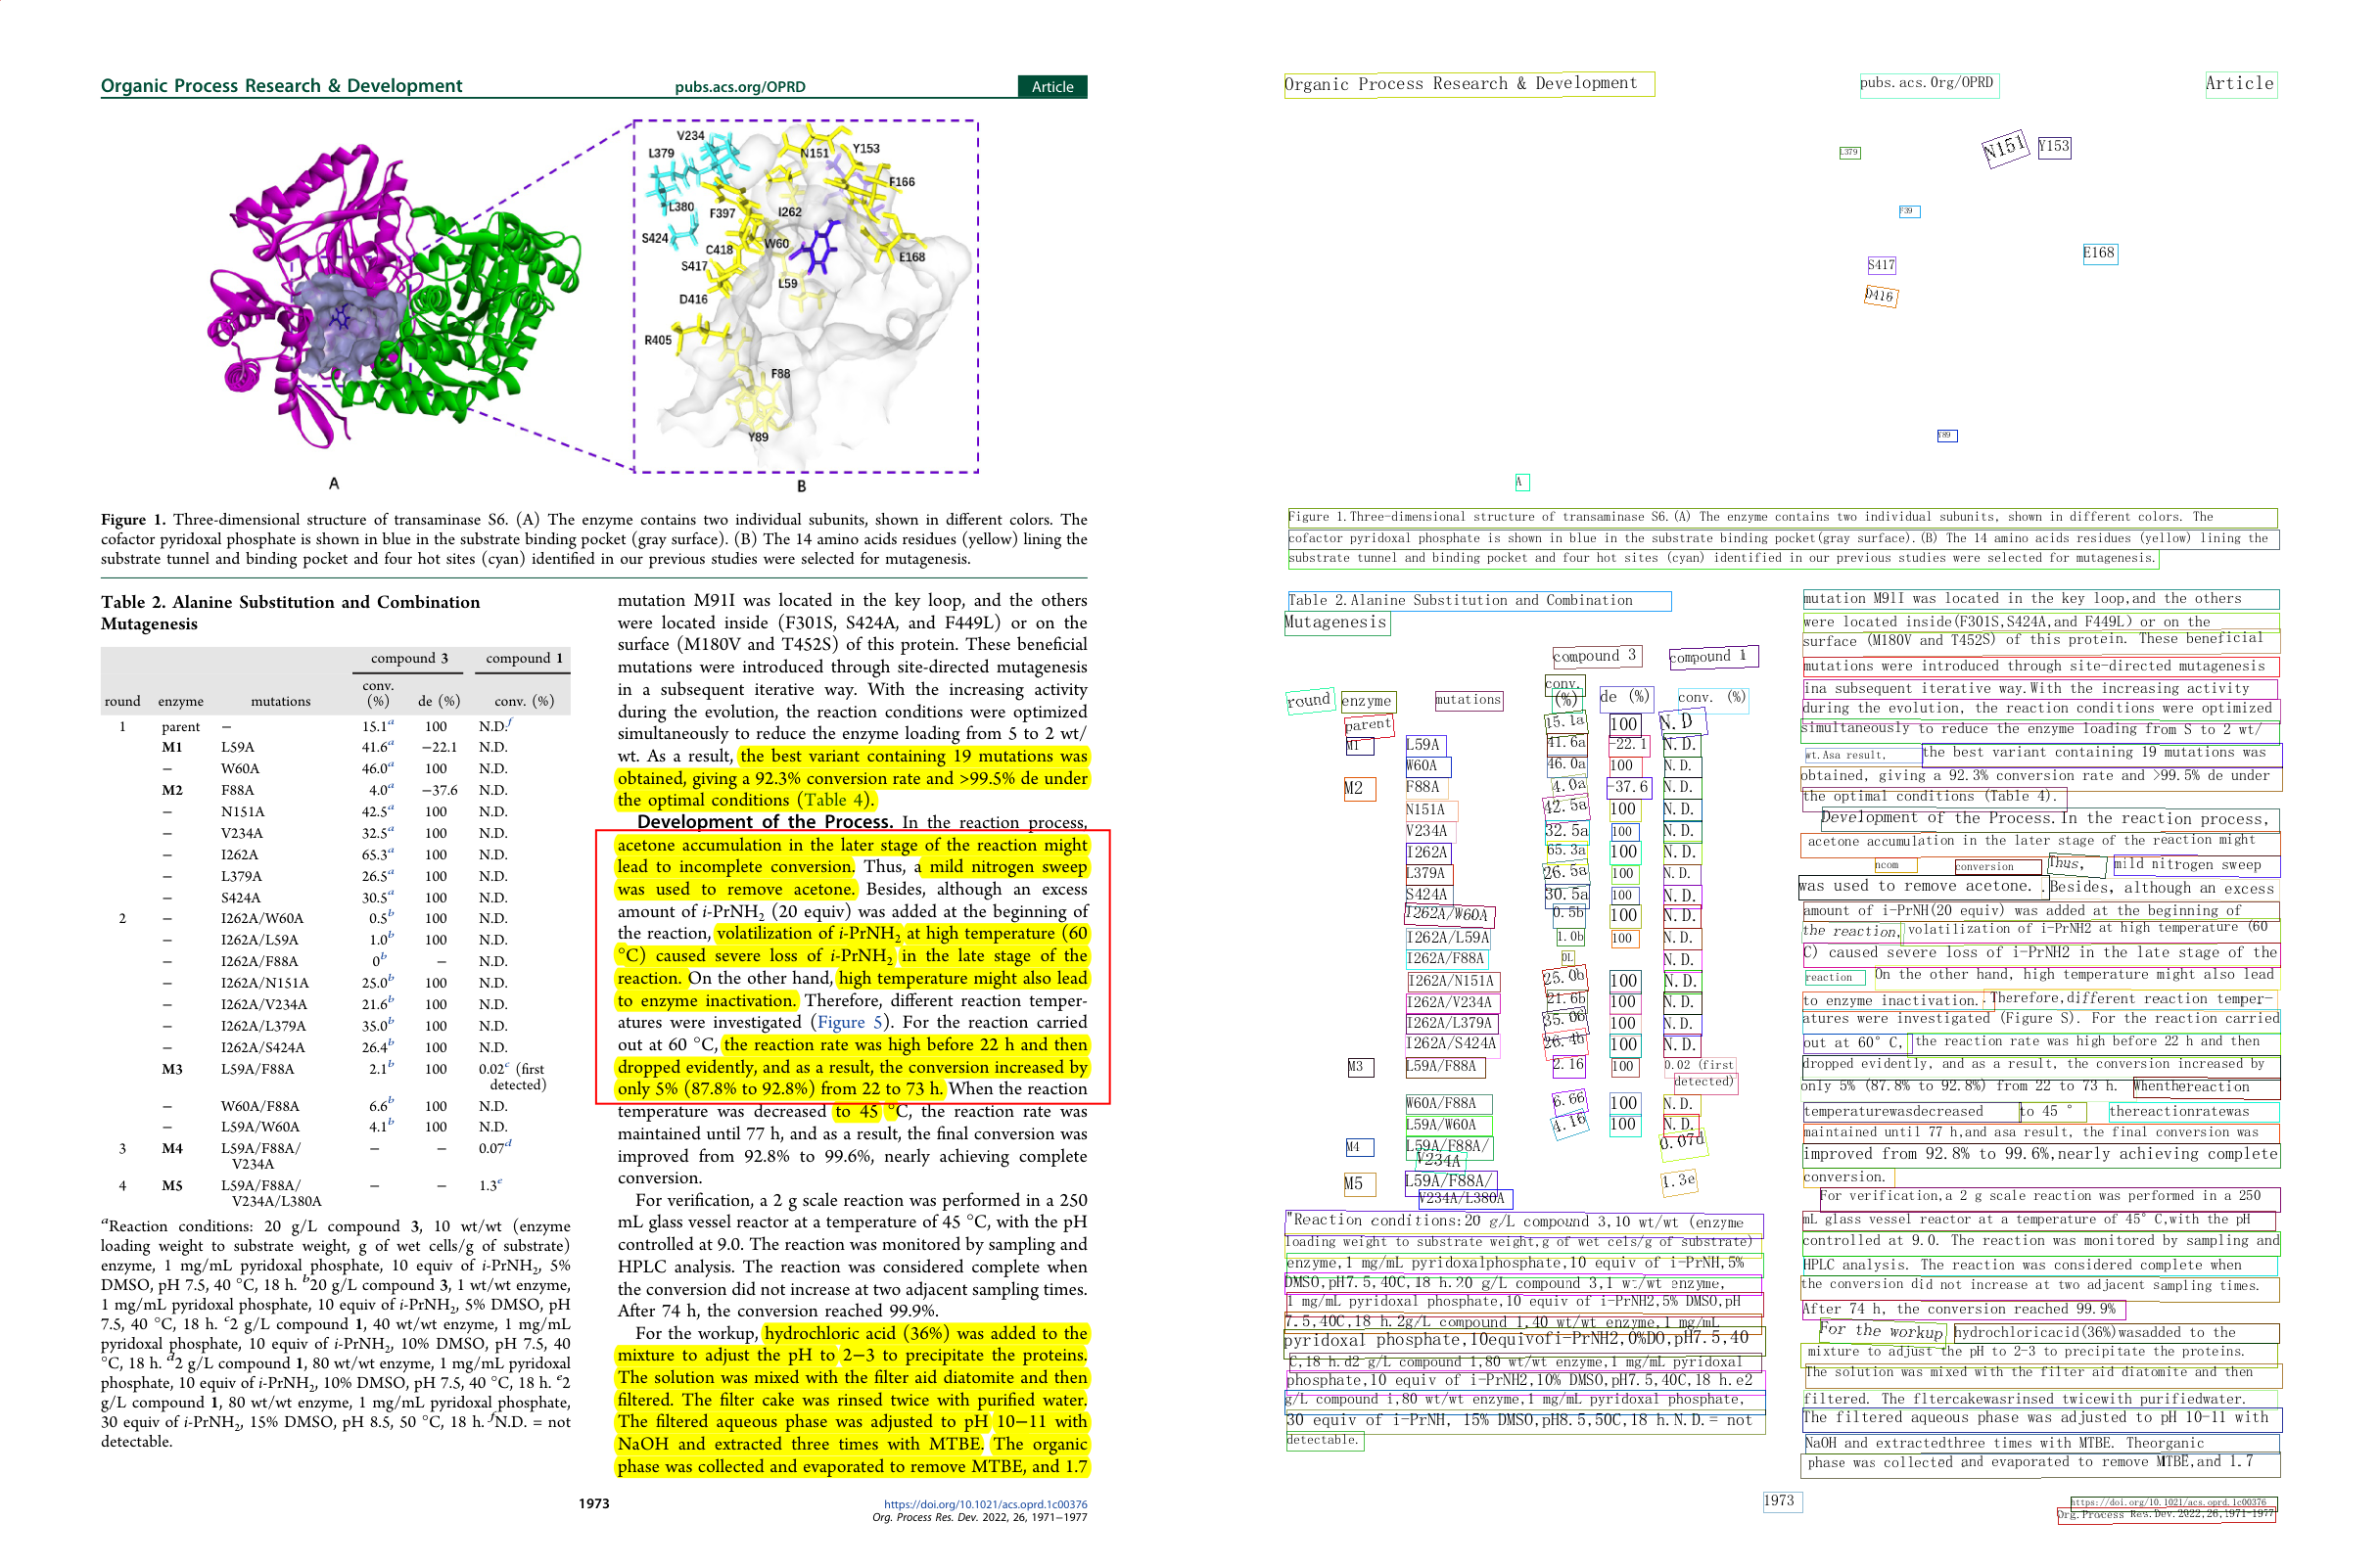 Organic Process Research & Development
pubs.acs.org/OPRD
Article
V234
L379
N151
Y153
F166
L380
F397
I262
S424
C418
W60
S417
E168
L59
D416
R405
F88
Y89
A
B
Figure 1. Three-dimensional structure of transaminase S6. (A) The enzyme contains two individual subunits, shown in different colors. The
cofactor pyridoxal phosphate is shown in blue in the substrate binding pocket (gray surface). (B) The 14 amino acids residues (yellow) lining the
substrate tunnel and binding pocket and four hot sites (cyan) identified in our previous studies were selected for mutagenesis.
Table 2. Alanine Substitution and Combination
Mutagenesis
compound 3 compound 1
round enzyme mutations conv. (%) de (%) conv. (%)
1 parent − 15.1a 100 N.D.f
M1 L59A 41.6a −22.1 N.D.
− W60A 46.0a 100 N.D.
M2 F88A 4.0a −37.6 N.D.
− N151A 42.5a 100 N.D.
− V234A 32.5a 100 N.D.
− I262A 65.3a 100 N.D.
− L379A 26.5a 100 N.D.
− S424A 30.5a 100 N.D.
2 − I262A/W60A 0.5b 100 N.D.
− I262A/L59A 1.0b 100 N.D.
− I262A/F88A 0b − N.D.
− I262A/N151A 25.0b 100 N.D.
− I262A/V234A 21.6b 100 N.D.
− I262A/L379A 35.0b 100 N.D.
− I262A/S424A 26.4b 100 N.D.
M3 L59A/F88A 2.1b 100 0.02c (first
detected)
− W60A/F88A 6.6b 100 N.D.
− L59A/W60A 4.1b 100 N.D.
3 M4 L59A/F88A/ − − 0.07d
V234A
4 M5 L59A/F88A/ − − 1.3e
V234A/L380A
aReaction conditions: 20 g/L compound 3, 10 wt/wt (enzyme
loading weight to substrate weight, g of wet cells/g of substrate)
enzyme, 1 mg/mL pyridoxal phosphate, 10 equiv of i-PrNH2, 5%
DMSO, pH 7.5, 40 °C, 18 h. b20 g/L compound 3, 1 wt/wt enzyme,
1 mg/mL pyridoxal phosphate, 10 equiv of i-PrNH2, 5% DMSO, pH
7.5, 40 °C, 18 h. c2 g/L compound 1, 40 wt/wt enzyme, 1 mg/mL
pyridoxal phosphate, 10 equiv of i-PrNH2, 10% DMSO, pH 7.5, 40
°C, 18 h. d2 g/L compound 1, 80 wt/wt enzyme, 1 mg/mL pyridoxal
phosphate, 10 equiv of i-PrNH2, 10% DMSO, pH 7.5, 40 °C, 18 h. e2
g/L compound 1, 80 wt/wt enzyme, 1 mg/mL pyridoxal phosphate,
30 equiv of i-PrNH2, 15% DMSO, pH 8.5, 50 °C, 18 h. fN.D. = not
detectable.
mutation M91I was located in the key loop, and the others
were located inside (F301S, S424A, and F449L) or on the
surface (M180V and T452S) of this protein. These beneficial
mutations were introduced through site-directed mutagenesis
in a subsequent iterative way. With the increasing activity
during the evolution, the reaction conditions were optimized
simultaneously to reduce the enzyme loading from 5 to 2 wt/
wt. As a result, the best variant containing 19 mutations was
obtained, giving a 92.3% conversion rate and >99.5% de under
the optimal conditions (Table 4).
Development of the Process. In the reaction process,
acetone accumulation in the later stage of the reaction might
lead to incomplete conversion. Thus, a mild nitrogen sweep
was used to remove acetone. Besides, although an excess
amount of i-PrNH2 (20 equiv) was added at the beginning of
the reaction, volatilization of i-PrNH2 at high temperature (60
°C) caused severe loss of i-PrNH2 in the late stage of the
reaction. On the other hand, high temperature might also lead
to enzyme inactivation. Therefore, different reaction temper-
atures were investigated (Figure 5). For the reaction carried
out at 60 °C, the reaction rate was high before 22 h and then
dropped evidently, and as a result, the conversion increased by
only 5% (87.8% to 92.8%) from 22 to 73 h. When the reaction
temperature was decreased to 45 °C, the reaction rate was
maintained until 77 h, and as a result, the final conversion was
improved from 92.8% to 99.6%, nearly achieving complete
conversion.
For verification, a 2 g scale reaction was performed in a 250
mL glass vessel reactor at a temperature of 45 °C, with the pH
controlled at 9.0. The reaction was monitored by sampling and
HPLC analysis. The reaction was considered complete when
the conversion did not increase at two adjacent sampling times.
After 74 h, the conversion reached 99.9%.
For the workup, hydrochloric acid (36%) was added to the
mixture to adjust the pH to 2−3 to precipitate the proteins.
The solution was mixed with the filter aid diatomite and then
filtered. The filter cake was rinsed twice with purified water.
The filtered aqueous phase was adjusted to pH 10−11 with
NaOH and extracted three times with MTBE. The organic
phase was collected and evaporated to remove MTBE, and 1.7
1973
https://doi.org/10.1021/acs.oprd.1c00376
Org. Process Res. Dev. 2022, 26, 1971−1977
Organic Process Research & Development
pubs.acs.0rg/OPRD
Article
L379
N151
Y153
F39
E168
S417
D416
Y89
A
Figure 1.Three-dimensional structure of transaminase S6.(A) The enzyme contains two individual subunits, shown in different colors. The
cofactor pyridoxal phosphate is shown in blue in the substrate binding pocket(gray surface).(B) The 14 amino acids residues (yellow) lining the
substrate tunnel and binding pocket and four hot sites (cyan) identified in our previous studies were selected for mutagenesis.
Table 2.Alanine Substitution and Combination
Mutagenesis
compound 3 compound 1
round enzyme mutations conv. (%) de (%) conv. (%)
parent 15.1a 100 N.D
M1 L59A 41.6a -22.1 N.D.
W60A 46.0a 100 N.D.
M2 F88A 4.0a -37.6 N.D.
N151A 42.5a 100 N.D.
V234A 32.5a 100 N.D.
I262A 65.3a 100 N.D.
L379A 26.5a 100 N.D.
S424A 30.5a 100 N.D.
I262A/W60A 0.5b 100 N.D.
I262A/L59A 1.0b 100 N.D.
I262A/F88A 0L N.D.
I262A/N151A 25.0b 100 N.D.
I262A/V234A 21.6b 100 N.D.
I262A/L379A 35.06 100 N.D.
I262A/S424A 26.4b 100 N.D.
M3 L59A/F88A 2.16 100 0.02 (first
detected)
W60A/F88A 6.66 100 N.D.
L59A/W60A 4.16 100 N.D.
M4 L59A/F88A/ 0.07d
V234A
M5 L59A/F88A/ 1.3e
V234A/L380A
"Reaction conditions:20 g/L compound 3,10 wt/wt (enzyme
loading weight to substrate weight,g of wet cels/g of substrate)
enzyme,1 mg/mL pyridoxalphosphate,10 equiv of i-PrNH,5%
DMSO,pH7.5,40C,18 h.20 g/L compound 3,1 wt/wt enzyme,
1 mg/mL pyridoxal phosphate,10 equiv of i-PrNH2,5% DMSO,pH
7.5,40C,18 h.2g/L compound 1,40 wt/wt enzyme,1 mg/mL
pyridoxal phosphate,10equivofi-PrNH2,0%DO,pH7.5,40
C,18 h.d2 g/L compound 1,80 wt/wt enzyme,1 mg/mL pyridoxal
phosphate,10 equiv of i-PrNH2,10% DMSO,pH7.5,40C,18 h.e2
g/L compound 1,80 wt/wt enzyme,1 mg/mL pyridoxal phosphate,
30 equiv of i-PrNH, 15% DMSO,pH8.5,50C,18 h.N.D.= not
detectable.
mutation M91I was located in the key loop,and the others
were located inside(F301S,S424A,and F449L) or on the
surface (M180V and T452S) of this protein. These beneficial
mutations were introduced through site-directed mutagenesis
ina subsequent iterative way.With the increasing activity
during the evolution, the reaction conditions were optimized
simultaneously to reduce the enzyme loading from S to 2 wt/
wt.Asa result, the best variant containing 19 mutations was
obtained, giving a 92.3% conversion rate and >99.5% de under
the optimal conditions (Table 4).
Development of the Process.In the reaction process,
acetone accumulation in the later stage of the reaction might
ncom conversion Thus, mild nitrogen sweep
was used to remove acetone. .Besides, although an excess
amount of i-PrNH(20 equiv) was added at the beginning of
the reaction, volatilization of i-PrNH2 at high temperature (60
C) caused severe loss of i-PrNH2 in the late stage of the
reaction On the other hand, high temperature might also lead
to enzyme inactivation. .Therefore,different reaction temper-
atures were investigated (Figure S). For the reaction carried
out at 60° C, the reaction rate was high before 22 h and then
dropped evidently, and as a result, the conversion increased by
only 5% (87.8% to 92.8%) from 22 to 73 h. Whenthereaction
temperaturewasdecreased to 45 ° thereactionratewas
maintained until 77 h,and asa result, the final conversion was
improved from 92.8% to 99.6%,nearly achieving complete
conversion.
For verification,a 2 g scale reaction was performed in a 250
mL glass vessel reactor at a temperature of 45° C,with the pH
controlled at 9.0. The reaction was monitored by sampling and
HPLC analysis. The reaction was considered complete when
the conversion did not increase at two adjacent sampling times.
After 74 h, the conversion reached 99.9%
For the workup hydrochloricacid(36%)wasadded to the
mixture to adjust the pH to 2-3 to precipitate the proteins.
The solution was mixed with the filter aid diatomite and then
filtered. The fltercakewasrinsed twicewith purifiedwater.
The filtered aqueous phase was adjusted to pH 10-11 with
NaOH and extractedthree times with MTBE. Theorganic
phase was collected and evaporated to remove MTBE,and 1.7
1973
https://doi.org/10.1021/acs.oprd.1c00376
Org.Process Res.Dev.2022,26,1971-1977